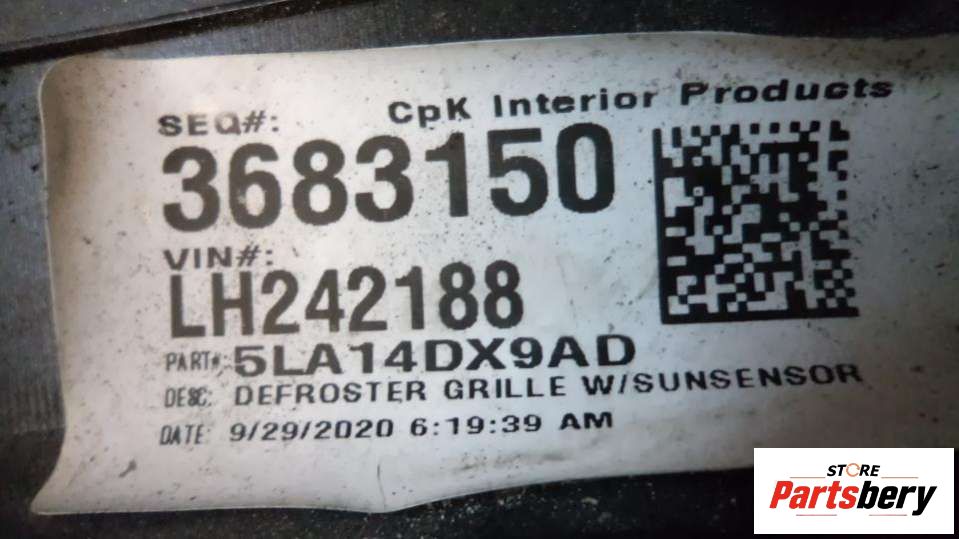 CpK Interior Products
SEQ#:
3683150
VIN#:
LH242188
PART#: 5LA14DX9AD
DESC: DEFROSTER GRILLE W/SUNSENSOR
DATE: 9/29/2020 6:19:39 AM
STORE
Partsbery